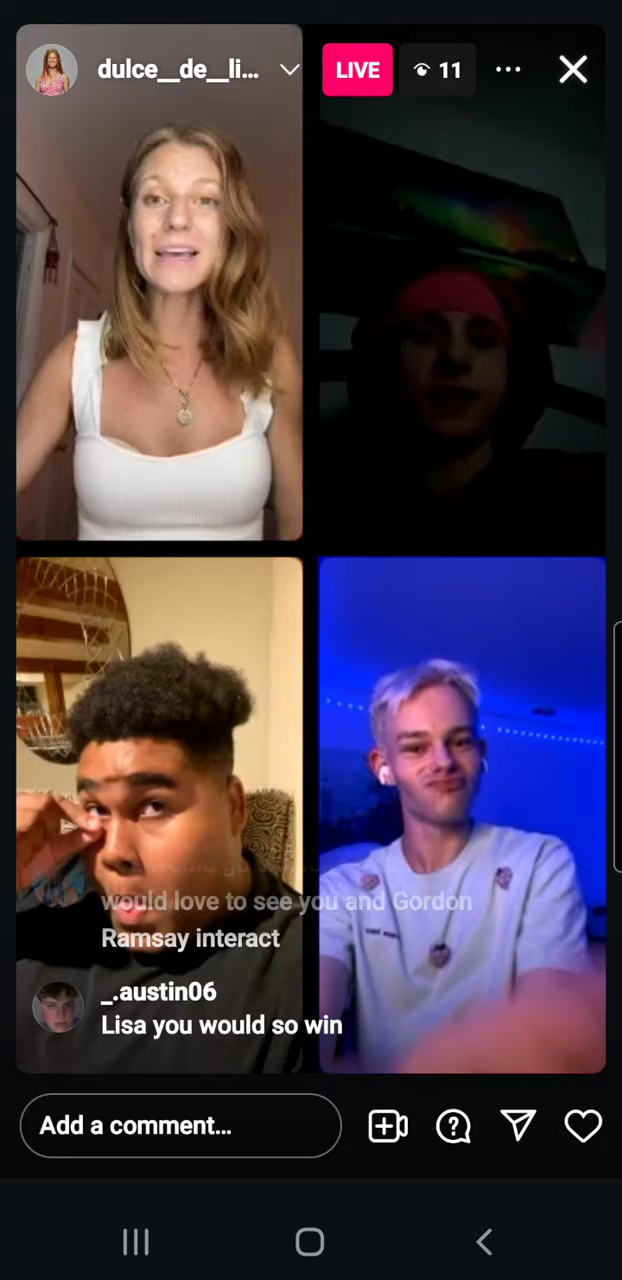 dulce__de__li...
LIVE
11
would love to see you and Gordon
Ramsay interact
_.austin06
Lisa you would so win
Add a comment...